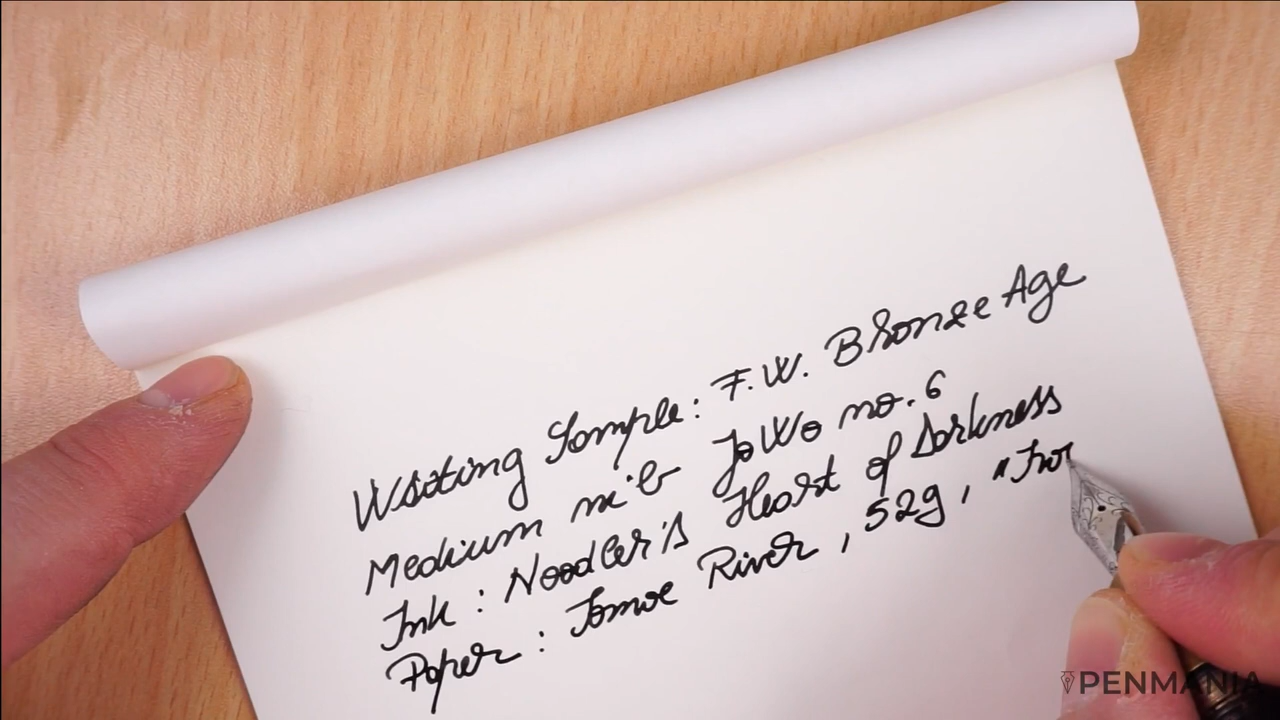 Writing Sample: F.W. Bronze Age
Medium nib JoWo no. 6
Ink: Noodler's Heart of Darkness
Paper: Tomoe River, 52g, "
PENMANIA